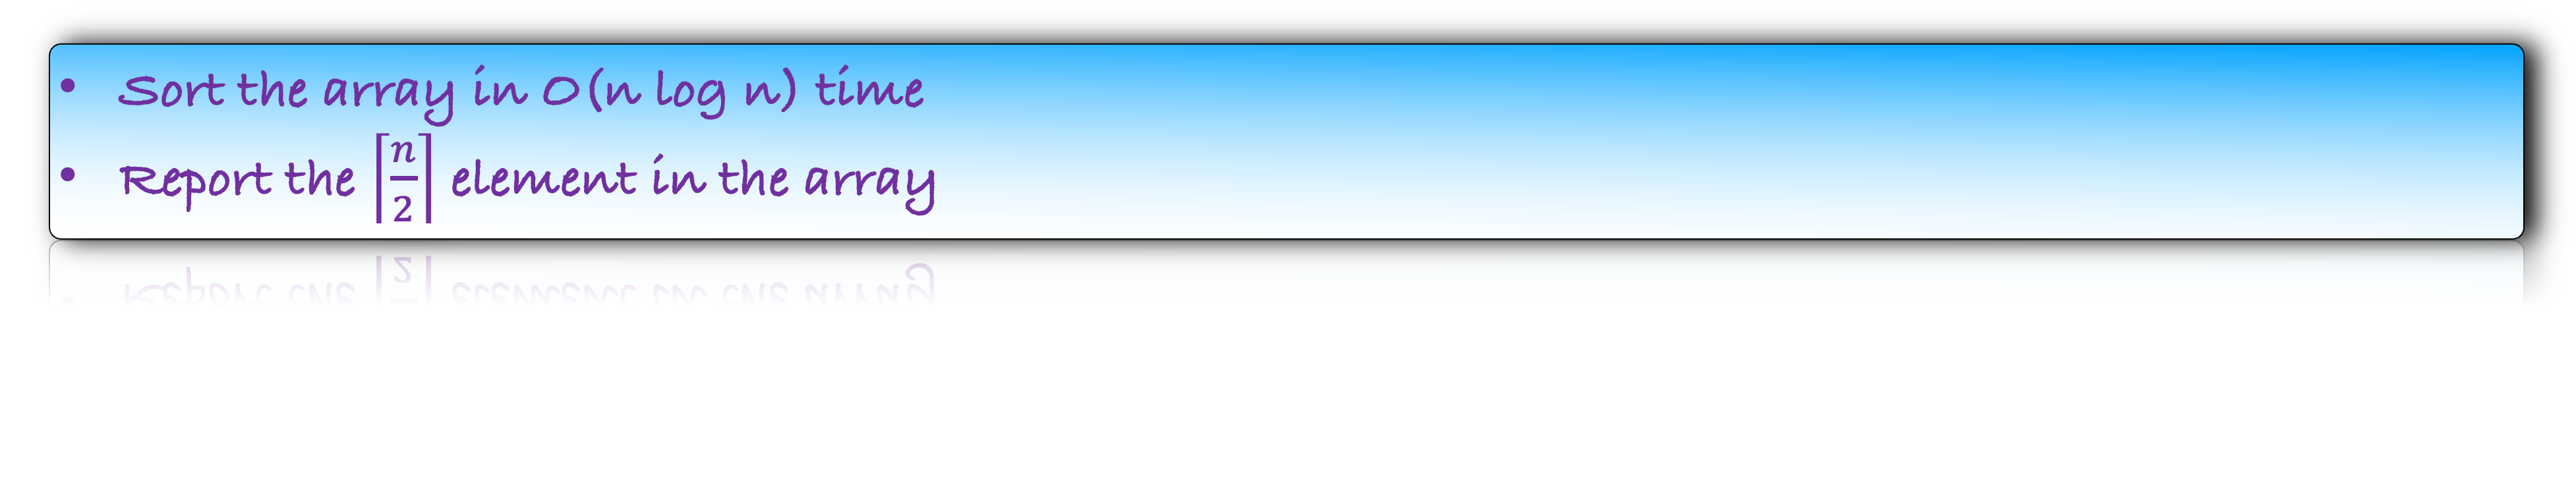 • Sort the array in O(n log n) time
• Report the ⌈n/2⌉ element in the array